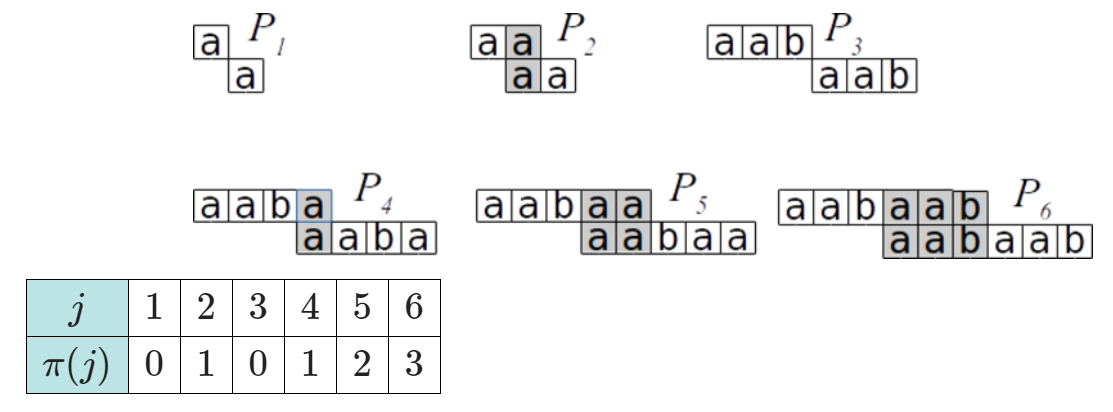 a P₁
a
a a P₂
a a
a a b P₃
a a b
a a b a P₄
a a b a
a a b a a P₅
a a b a a
a a b a a b P₆
a a b a a b
j 1 2 3 4 5 6
π(j) 0 1 0 1 2 3